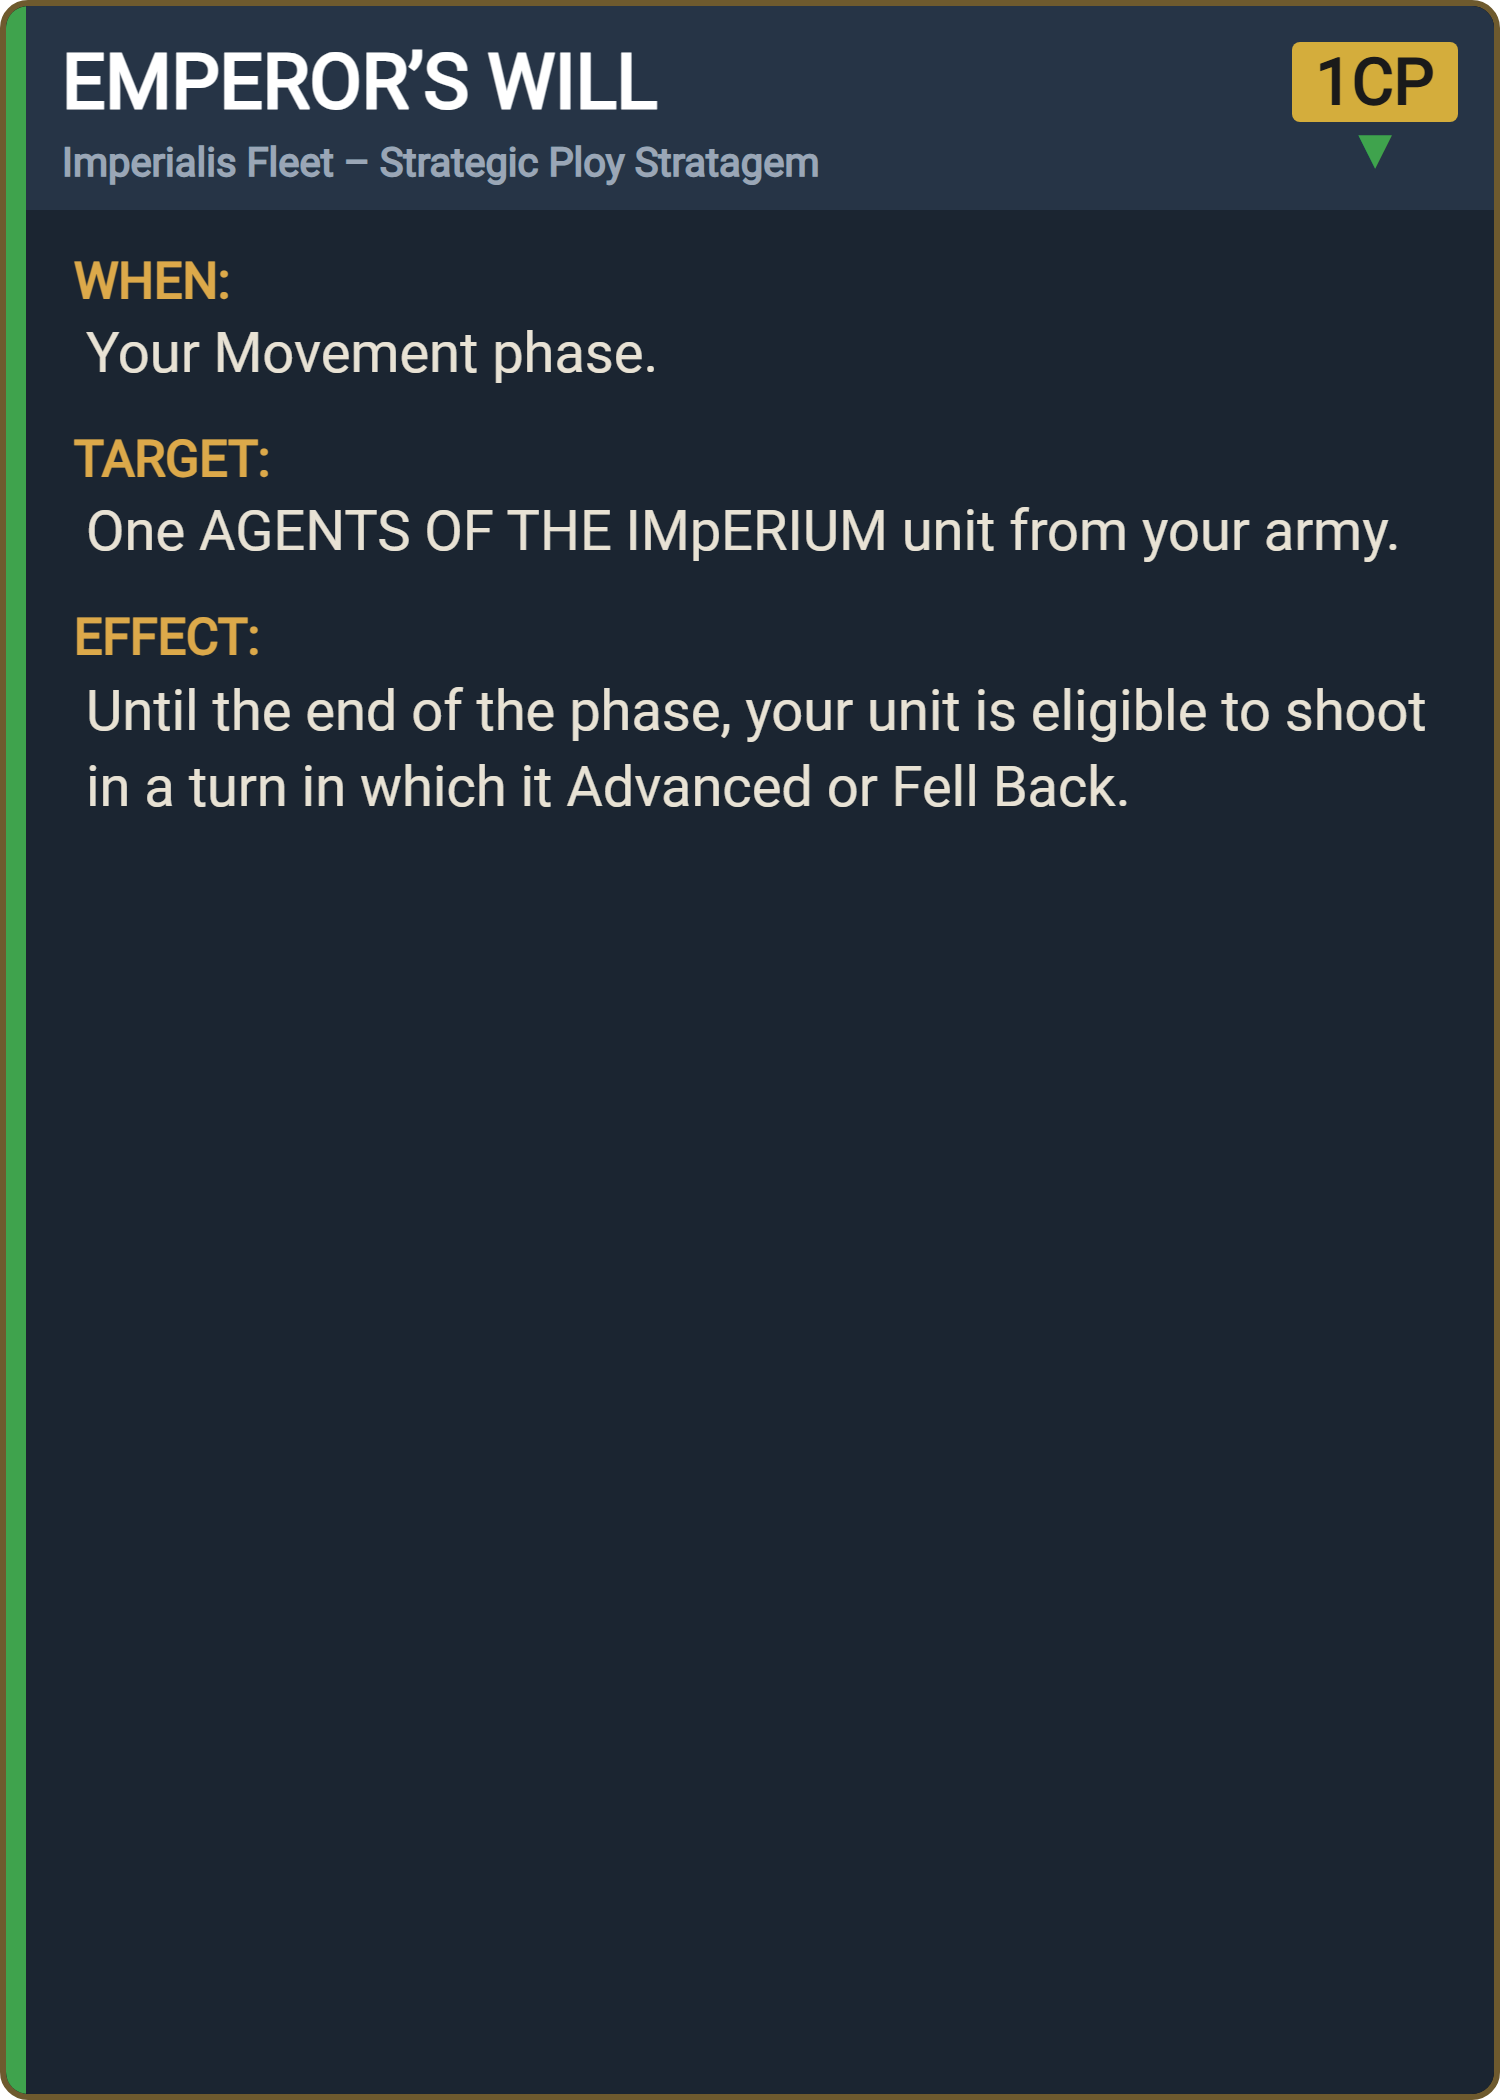 EMPEROR’S WILL
1CP
Imperialis Fleet – Strategic Ploy Stratagem
WHEN:
Your Movement phase.
TARGET:
One AGENTS OF THE IMpERIUM unit from your army.
EFFECT:
Until the end of the phase, your unit is eligible to shoot
in a turn in which it Advanced or Fell Back.